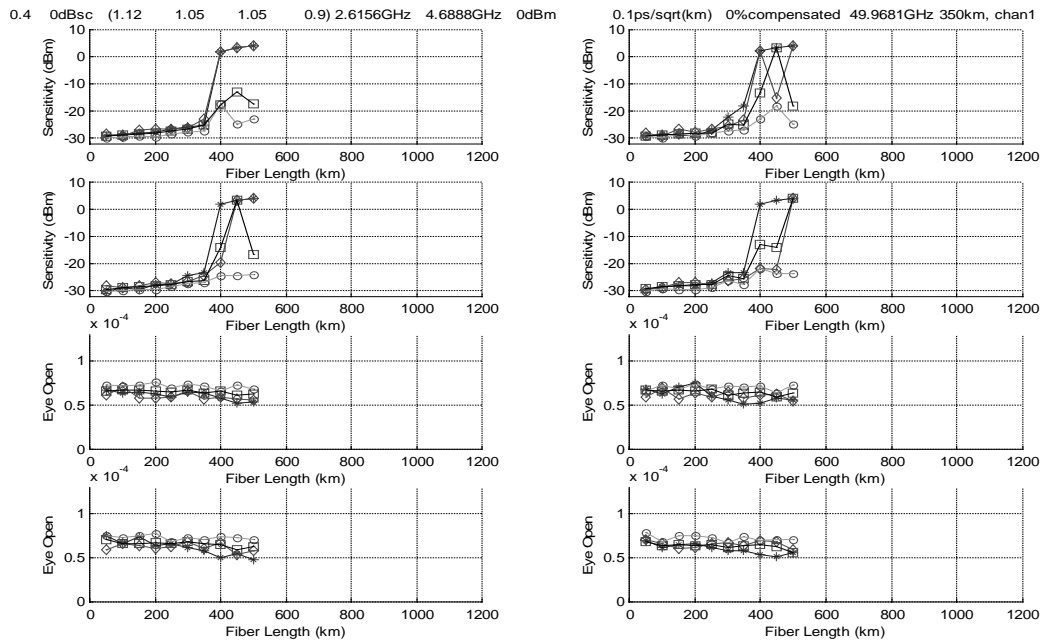 0.4 0dBsc (1.12 1.05 1.05 0.9) 2.6156GHz 4.6888GHz 0dBm 0.1ps/sqrt(km) 0%compensated 49.9681GHz 350km, chan1
10
0
-10
-20
-30
Sensitivity (dBm)
0 200 400 600 800 1000 1200
Fiber Length (km)
10
0
-10
-20
-30
Sensitivity (dBm)
0 200 400 600 800 1000 1200
Fiber Length (km)
10
0
-10
-20
-30
Sensitivity (dBm)
0 200 400 600 800 1000 1200
Fiber Length (km)
10
0
-10
-20
-30
Sensitivity (dBm)
0 200 400 600 800 1000 1200
Fiber Length (km)
x 10-4
1
0.5
0
Eye Open
0 200 400 600 800 1000 1200
Fiber Length (km)
x 10-4
1
0.5
0
Eye Open
0 200 400 600 800 1000 1200
Fiber Length (km)
x 10-4
1
0.5
0
Eye Open
0 200 400 600 800 1000 1200
Fiber Length (km)
x 10-4
1
0.5
0
Eye Open
0 200 400 600 800 1000 1200
Fiber Length (km)